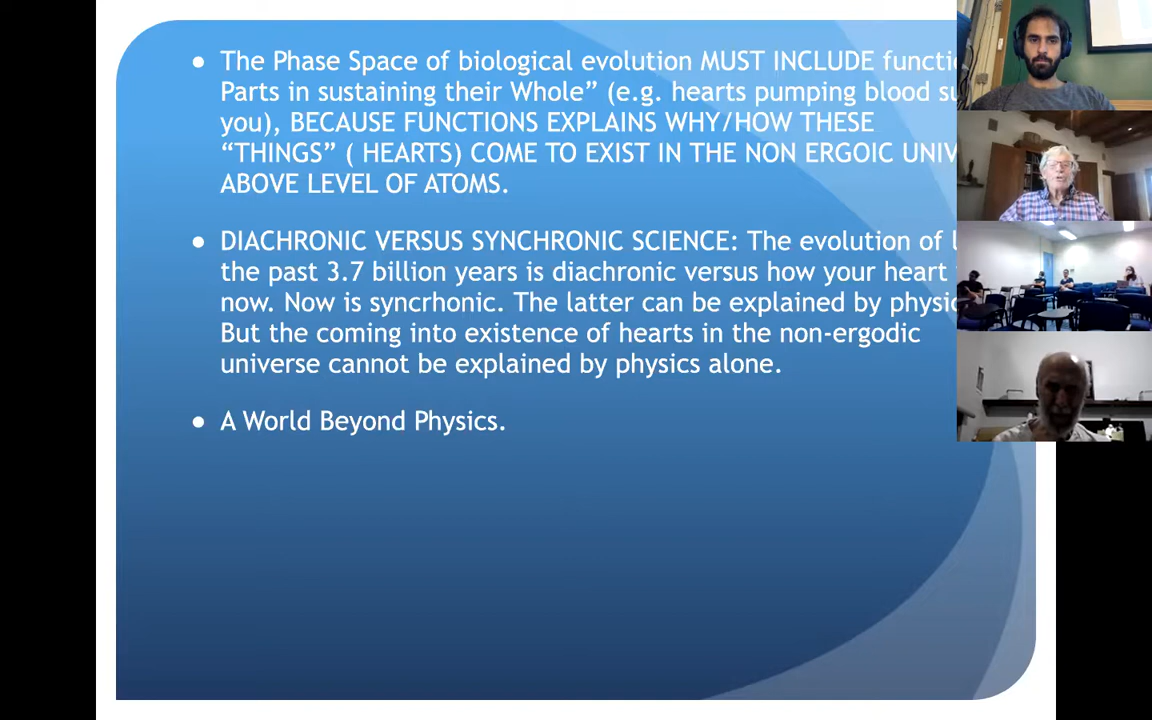 ● The Phase Space of biological evolution MUST INCLUDE
Parts in sustaining their Whole” (e.g. hearts pumping blood
you), BECAUSE FUNCTIONS EXPLAINS WHY/HOW THESE
“THINGS” ( HEARTS) COME TO EXIST IN THE NON ERGOIC
ABOVE LEVEL OF ATOMS.
● DIACHRONIC VERSUS SYNCHRONIC SCIENCE: The evolution of
the past 3.7 billion years is diachronic versus how your heart
now. Now is syncrhonic. The latter can be explained by
But the coming into existence of hearts in the non-ergodic
universe cannot be explained by physics alone.
● A World Beyond Physics.